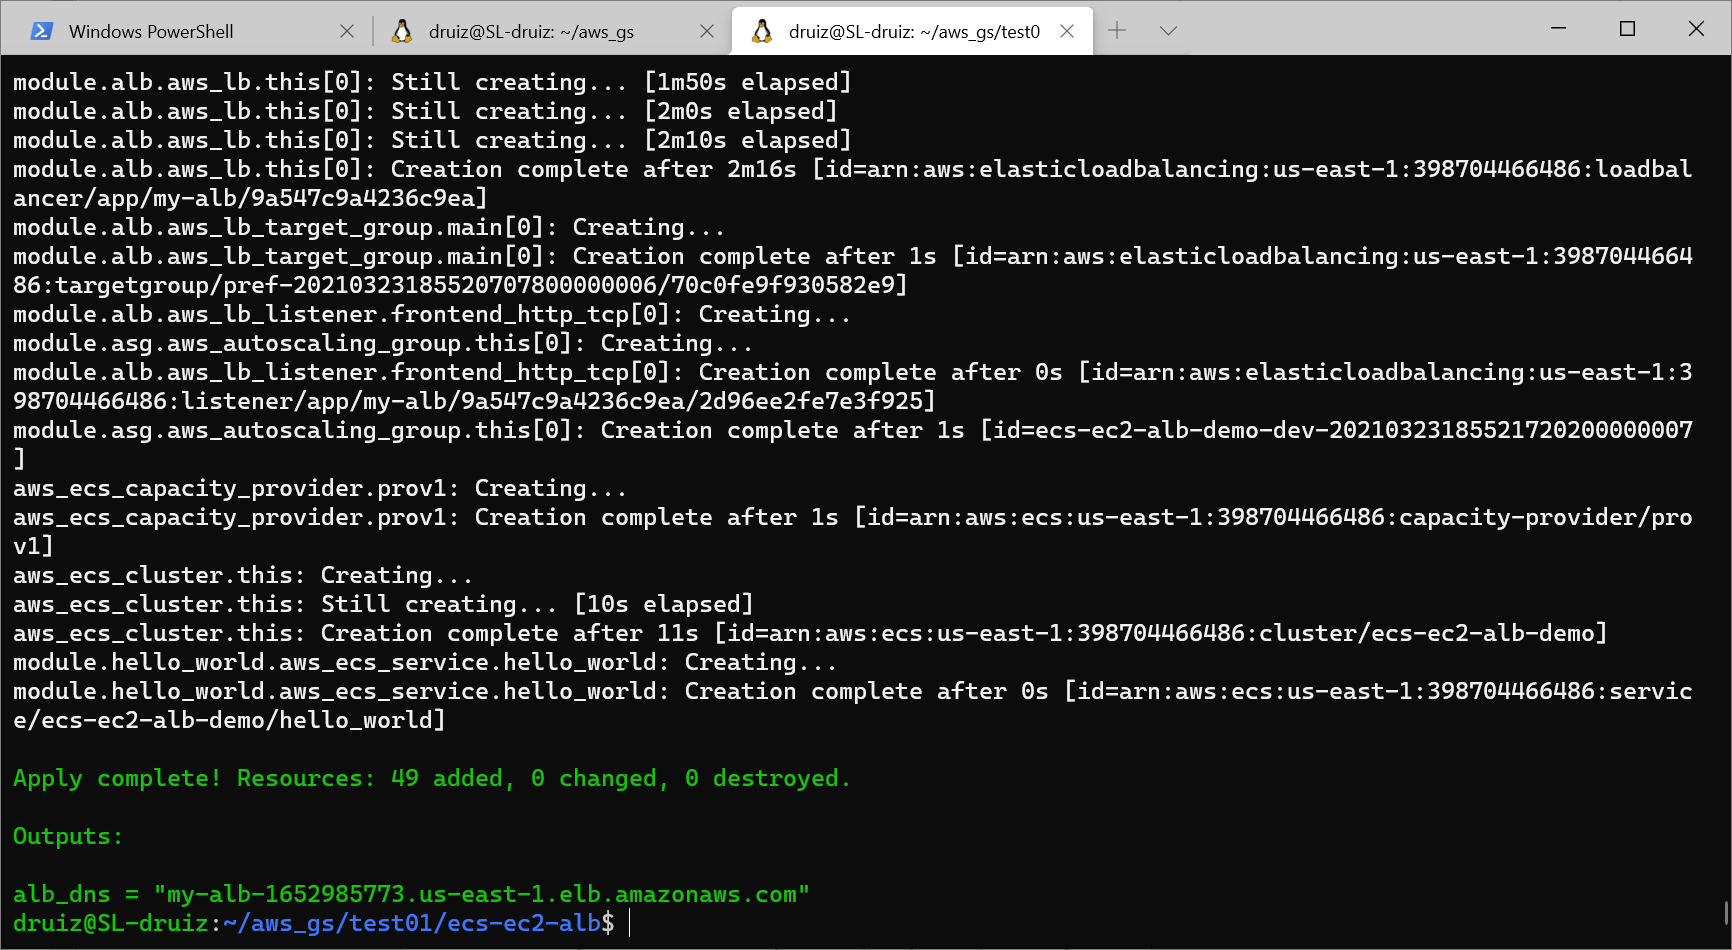 Windows PowerShell
druiz@SL-druiz: ~/aws_gs
druiz@SL-druiz: ~/aws_gs/test0
module.alb.aws_lb.this[0]: Still creating... [1m50s elapsed]
module.alb.aws_lb.this[0]: Still creating... [2m0s elapsed]
module.alb.aws_lb.this[0]: Still creating... [2m10s elapsed]
module.alb.aws_lb.this[0]: Creation complete after 2m16s [id=arn:aws:elasticloadbalancing:us-east-1:398704466486:loadbal
ancer/app/my-alb/9a547c9a4236c9ea]
module.alb.aws_lb_target_group.main[0]: Creating...
module.alb.aws_lb_target_group.main[0]: Creation complete after 1s [id=arn:aws:elasticloadbalancing:us-east-1:3987044664
86:targetgroup/pref-20210323185520707800000006/70c0fe9f930582e9]
module.alb.aws_lb_listener.frontend_http_tcp[0]: Creating...
module.asg.aws_autoscaling_group.this[0]: Creating...
module.alb.aws_lb_listener.frontend_http_tcp[0]: Creation complete after 0s [id=arn:aws:elasticloadbalancing:us-east-1:3
98704466486:listener/app/my-alb/9a547c9a4236c9ea/2d96ee2fe7e3f925]
module.asg.aws_autoscaling_group.this[0]: Creation complete after 1s [id=ecs-ec2-alb-demo-dev-20210323185521720200000007
]
aws_ecs_capacity_provider.prov1: Creating...
aws_ecs_capacity_provider.prov1: Creation complete after 1s [id=arn:aws:ecs:us-east-1:398704466486:capacity-provider/pro
v1]
aws_ecs_cluster.this: Creating...
aws_ecs_cluster.this: Still creating... [10s elapsed]
aws_ecs_cluster.this: Creation complete after 11s [id=arn:aws:ecs:us-east-1:398704466486:cluster/ecs-ec2-alb-demo]
module.hello_world.aws_ecs_service.hello_world: Creating...
module.hello_world.aws_ecs_service.hello_world: Creation complete after 0s [id=arn:aws:ecs:us-east-1:398704466486:servic
e/ecs-ec2-alb-demo/hello_world]
Apply complete! Resources: 49 added, 0 changed, 0 destroyed.
Outputs:
alb_dns = "my-alb-1652985773.us-east-1.elb.amazonaws.com"
druiz@SL-druiz:~/aws_gs/test01/ecs-ec2-alb$